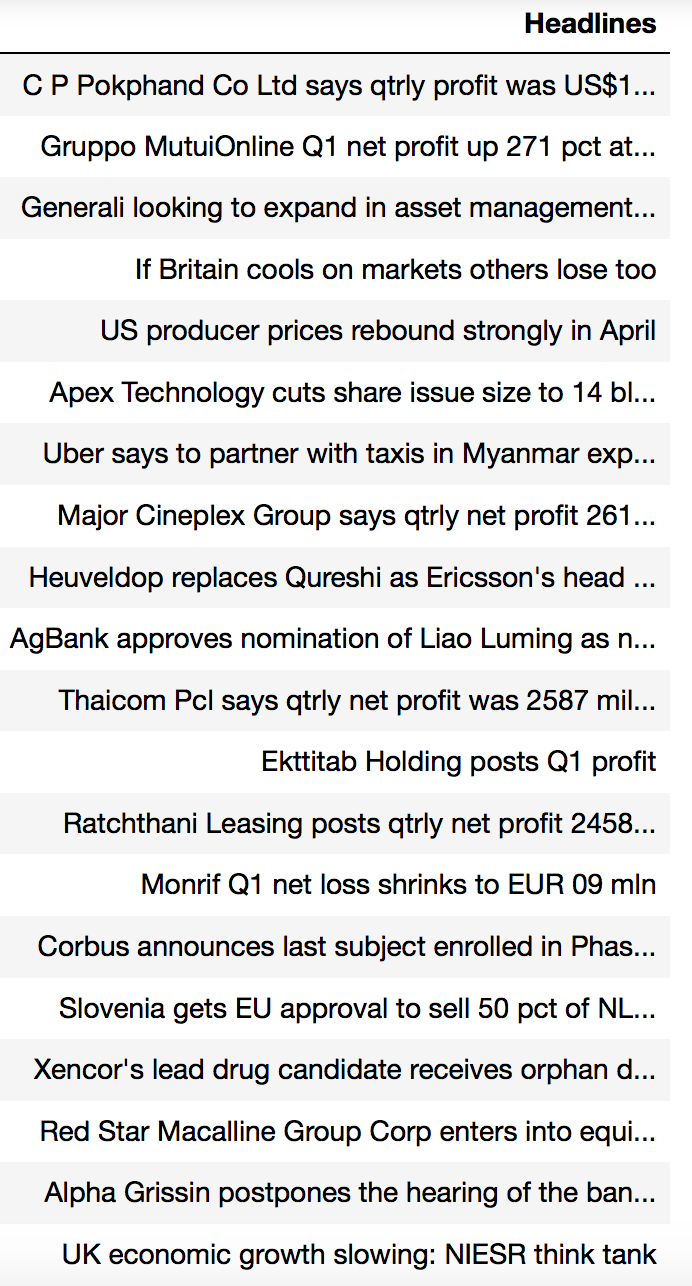 Headlines
C P Pokphand Co Ltd says qtrly profit was US$1...
Gruppo MutuiOnline Q1 net profit up 271 pct at...
Generali looking to expand in asset management...
If Britain cools on markets others lose too
US producer prices rebound strongly in April
Apex Technology cuts share issue size to 14 bl...
Uber says to partner with taxis in Myanmar exp...
Major Cineplex Group says qtrly net profit 261...
Heuveldop replaces Qureshi as Ericsson's head ...
AgBank approves nomination of Liao Luming as n...
Thaicom Pcl says qtrly net profit was 2587 mil...
Ekttitab Holding posts Q1 profit
Ratchthani Leasing posts qtrly net profit 2458...
Monrif Q1 net loss shrinks to EUR 09 mln
Corbus announces last subject enrolled in Phas...
Slovenia gets EU approval to sell 50 pct of NL...
Xencor's lead drug candidate receives orphan d...
Red Star Macalline Group Corp enters into equi...
Alpha Grissin postpones the hearing of the ban...
UK economic growth slowing: NIESR think tank